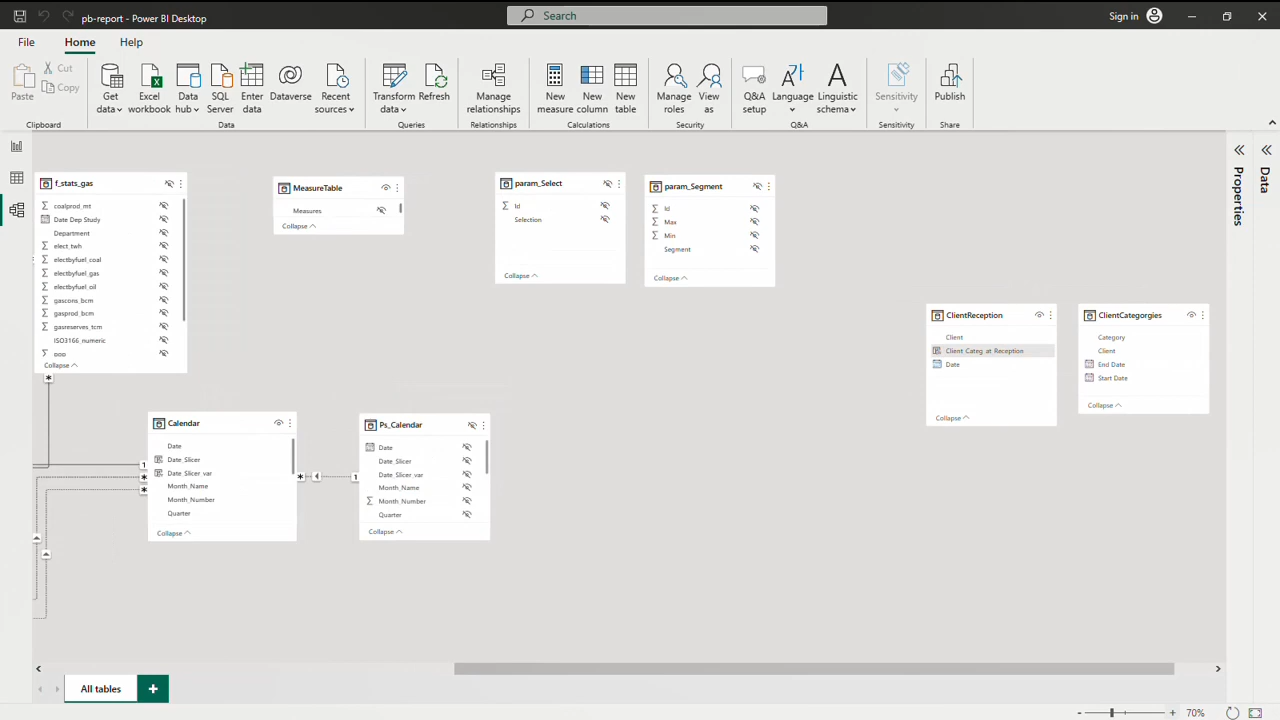 pb-report - Power BI Desktop
Search
Sign in
File
Home
Help
Paste
Cut
Copy
Get data
Excel workbook
Data hub
SQL Server
Enter data
Dataverse
Recent sources
Transform data
Refresh
Manage relationships
New measure
New column
New table
Manage roles
View as
Q&A setup
Language
Linguistic schema
Sensitivity
Publish
Clipboard
Data
Queries
Relationships
Calculations
Security
Q&A
Sensitivity
Share
f_stats_gas
coalprod_mt
Date Dep Study
Department
elect_twh
electbyfuel_coal
electbyfuel_gas
electbyfuel_oil
gascons_bcm
gasprod_bcm
gasreserves_tcm
ISO3166_numeric
Collapse
MeasureTable
Measures
Collapse
param_Select
Id
Selection
Collapse
param_Segment
Id
Max
Min
Segment
Collapse
ClientReception
Client
Client Categ_at Reception
Date
Collapse
ClientCategorgies
Category
Client
End Date
Start Date
Collapse
Calendar
Date
Date_Slicer
Date_Slicer var
Month_Name
Month_Number
Quarter
Collapse
Ps_Calendar
Date
Date_Slicer
Date_Slicer var
Month_Name
Month_Number
Quarter
Collapse
1
*
*
*
*
1
Properties
Data
All tables
70%